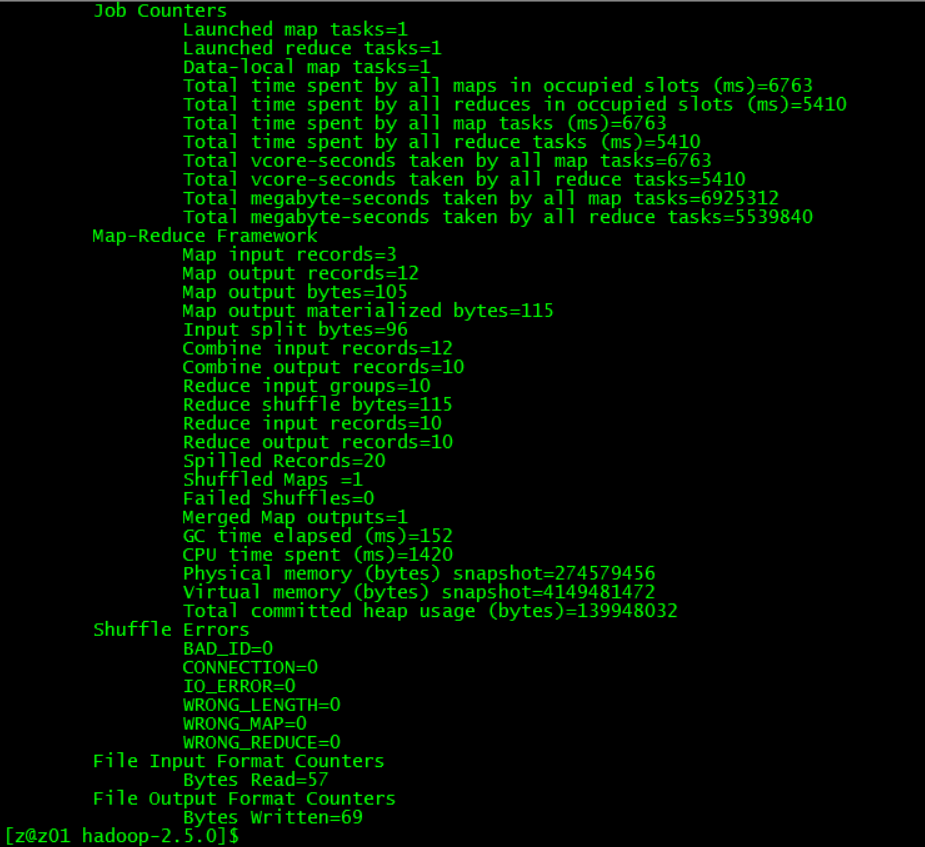 Job Counters
Launched map tasks=1
Launched reduce tasks=1
Data-local map tasks=1
Total time spent by all maps in occupied slots (ms)=6763
Total time spent by all reduces in occupied slots (ms)=5410
Total time spent by all map tasks (ms)=6763
Total time spent by all reduce tasks (ms)=5410
Total vcore-seconds taken by all map tasks=6763
Total vcore-seconds taken by all reduce tasks=5410
Total megabyte-seconds taken by all map tasks=6925312
Total megabyte-seconds taken by all reduce tasks=5539840
Map-Reduce Framework
Map input records=3
Map output records=12
Map output bytes=105
Map output materialized bytes=115
Input split bytes=96
Combine input records=12
Combine output records=10
Reduce input groups=10
Reduce shuffle bytes=115
Reduce input records=10
Reduce output records=10
Spilled Records=20
Shuffled Maps =1
Failed Shuffles=0
Merged Map outputs=1
GC time elapsed (ms)=152
CPU time spent (ms)=1420
Physical memory (bytes) snapshot=274579456
Virtual memory (bytes) snapshot=4149481472
Total committed heap usage (bytes)=139948032
Shuffle Errors
BAD_ID=0
CONNECTION=0
IO_ERROR=0
WRONG_LENGTH=0
WRONG_MAP=0
WRONG_REDUCE=0
File Input Format Counters
Bytes Read=57
File Output Format Counters
Bytes Written=69
[z@z01 hadoop-2.5.0]$